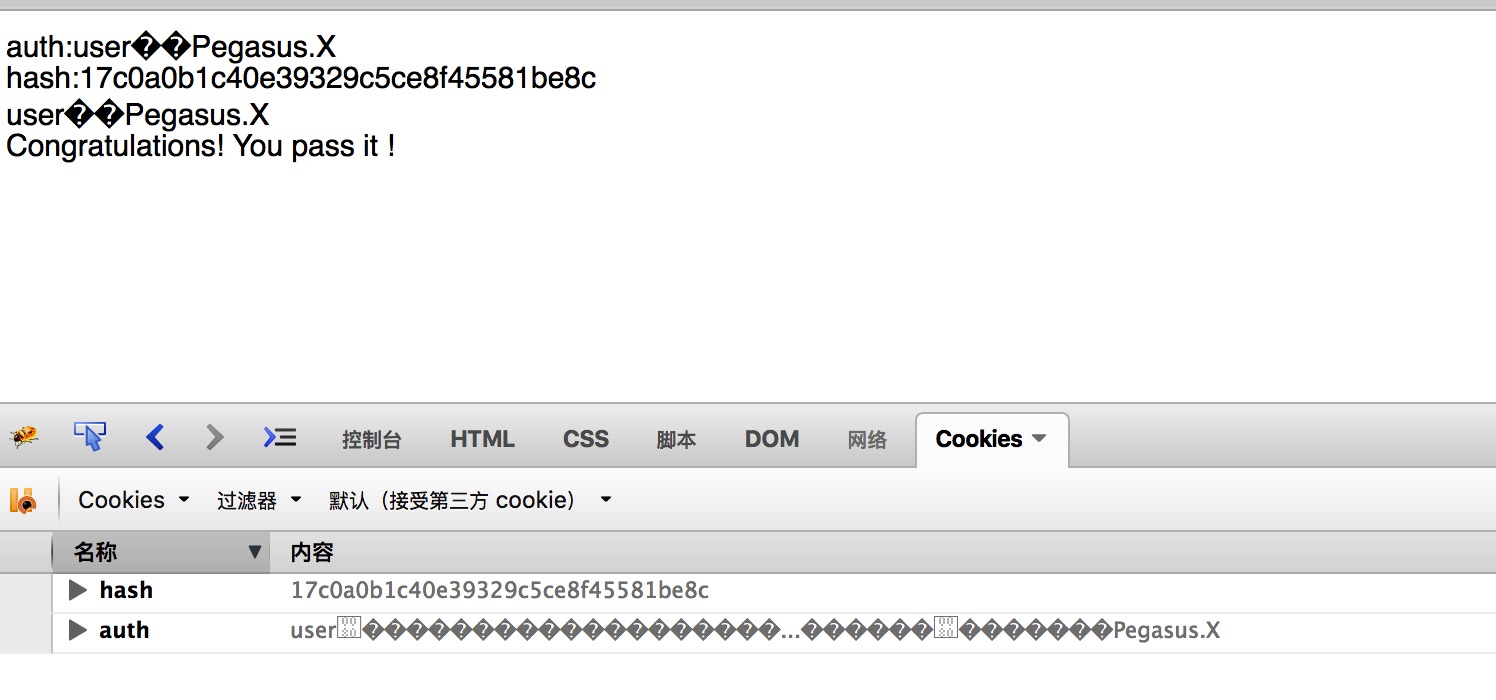 auth:user��Pegasus.X
hash:17c0a0b1c40e39329c5ce8f45581be8c
user��Pegasus.X
Congratulations! You pass it !
控制台 HTML CSS 脚本 DOM 网络 Cookies
Cookies 过滤器 默认（接受第三方 cookie）
名称 内容
hash 17c0a0b1c40e39329c5ce8f45581be8c
auth user�����������������������...���������������Pegasus.X